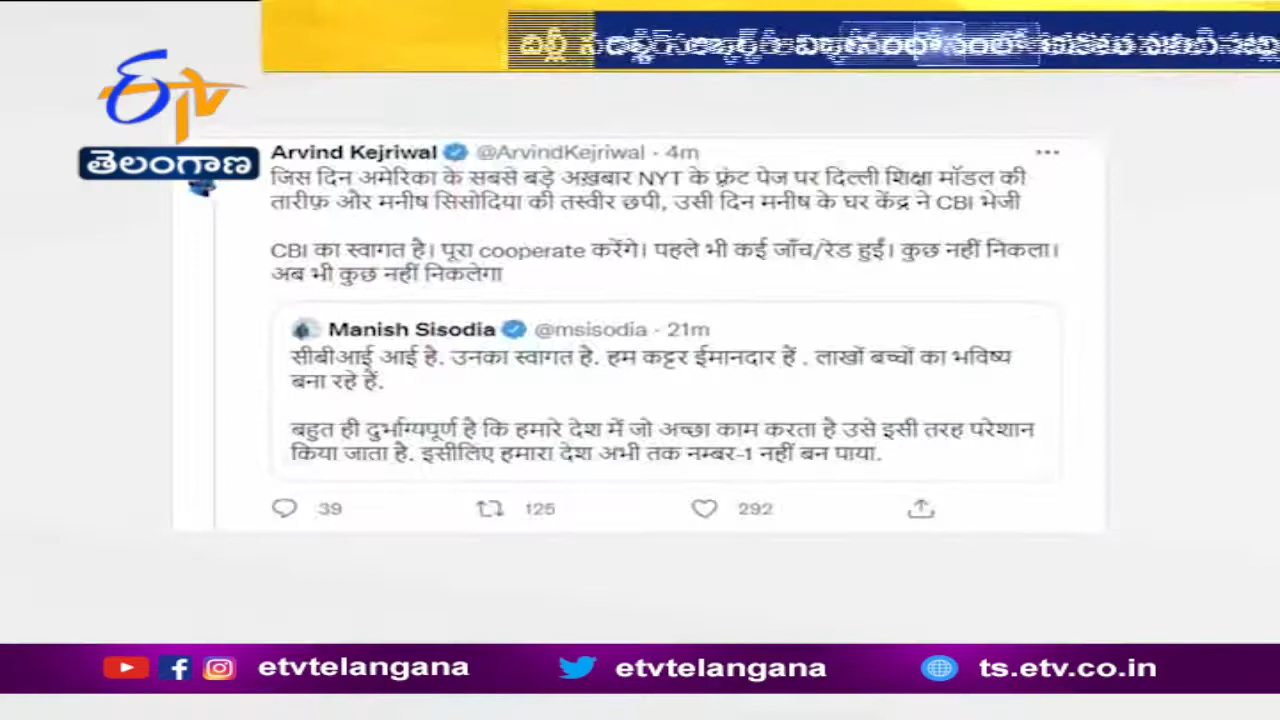 ETV
తెలంగాణ
Arvind Kejriwal @ArvindKejriwal · 4m
जिस दिन अमेरिका के सबसे बड़े अख़बार NYT के फ़्रंट पेज पर दिल्ली शिक्षा मॉडल की
तारीफ़ और मनीष सिसोदिया की तस्वीर छपी, उसी दिन मनीष के घर केंद्र ने CBI भेजी
CBI का स्वागत है। पूरा cooperate करेंगे। पहले भी कई जाँच/रेड हुईं। कुछ नहीं निकला।
अब भी कुछ नहीं निकलेगा
Manish Sisodia @msisodia · 21m
सीबीआई आई है. उनका स्वागत है. हम कट्टर ईमानदार हैं . लाखों बच्चों का भविष्य
बना रहे हैं.
बहुत ही दुर्भाग्यपूर्ण है कि हमारे देश में जो अच्छा काम करता है उसे इसी तरह परेशान
किया जाता है. इसीलिए हमारा देश अभी तक नम्बर-1 नहीं बन पाया.
39 125 292
etvtelangana etvtelangana ts.etv.co.in